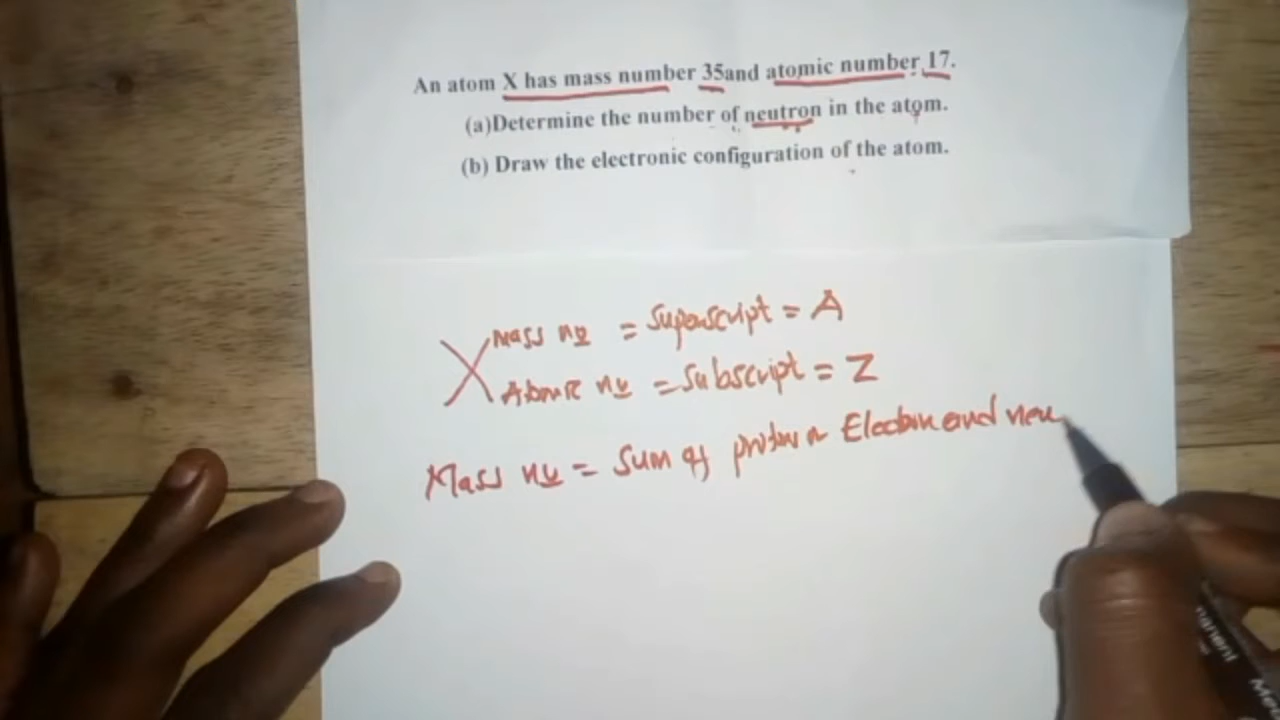 An atom X has mass number 35and atomic number 17.
(a)Determine the number of neutron in the atom.
(b) Draw the electronic configuration of the atom.
X Mass no = Superscript = A
Atomic no = Subscript = Z
Mass no = Sum of proton or Electron and neu